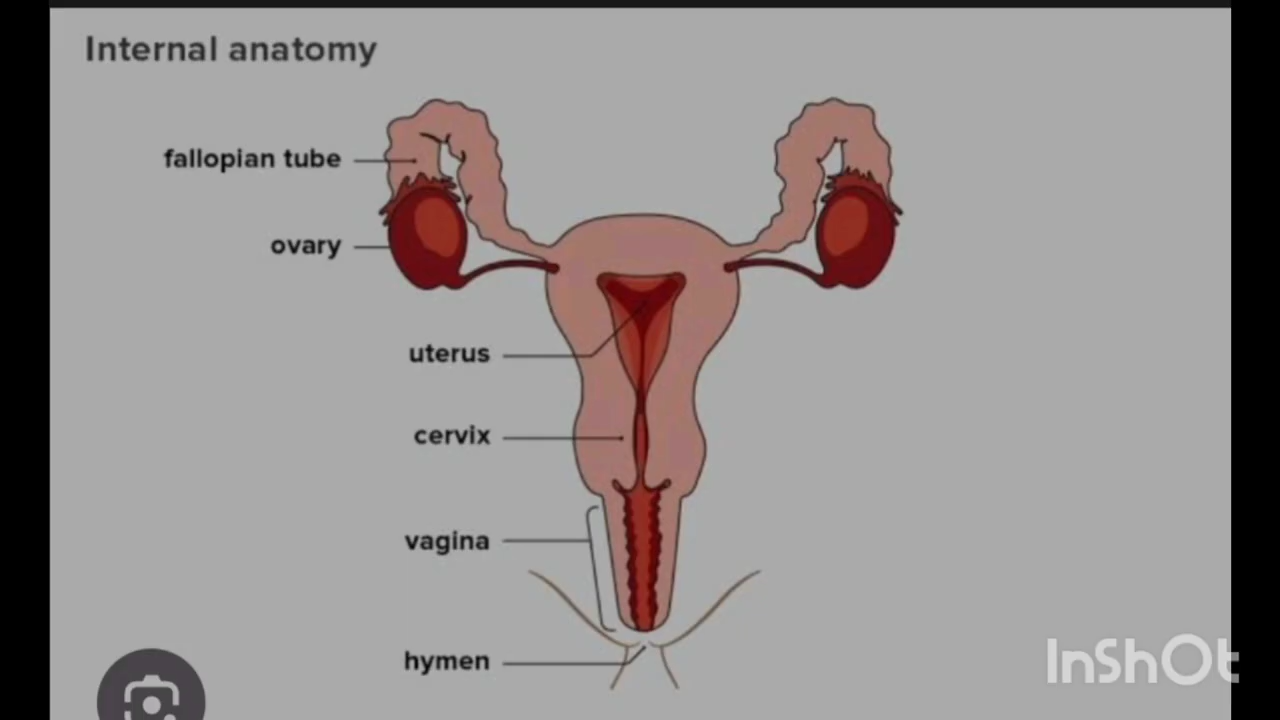 Internal anatomy
fallopian tube
ovary
uterus
cervix
vagina
hymen
InShOt